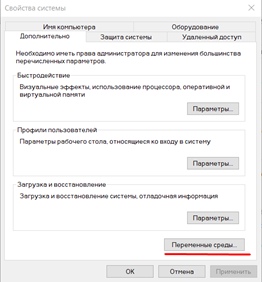 Свойства системы
Имя компьютера Оборудование
Дополнительно Защита системы Удаленный доступ
Необходимо иметь права администратора для изменения большинства
перечисленных параметров.
Быстродействие
Визуальные эффекты, использование процессора, оперативной и
виртуальной памяти
Параметры...
Профили пользователей
Параметры рабочего стола, относящиеся ко входу в систему
Параметры...
Загрузка и восстановление
Загрузка и восстановление системы, отладочная информация
Параметры...
Переменные среды...
ОК Отмена Применить